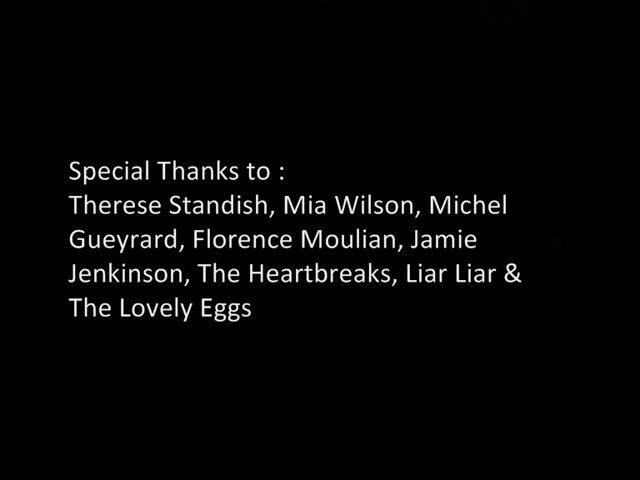 Special Thanks to :
Therese Standish, Mia Wilson, Michel
Gueyrard, Florence Moulian, Jamie
Jenkinson, The Heartbreaks, Liar Liar &
The Lovely Eggs